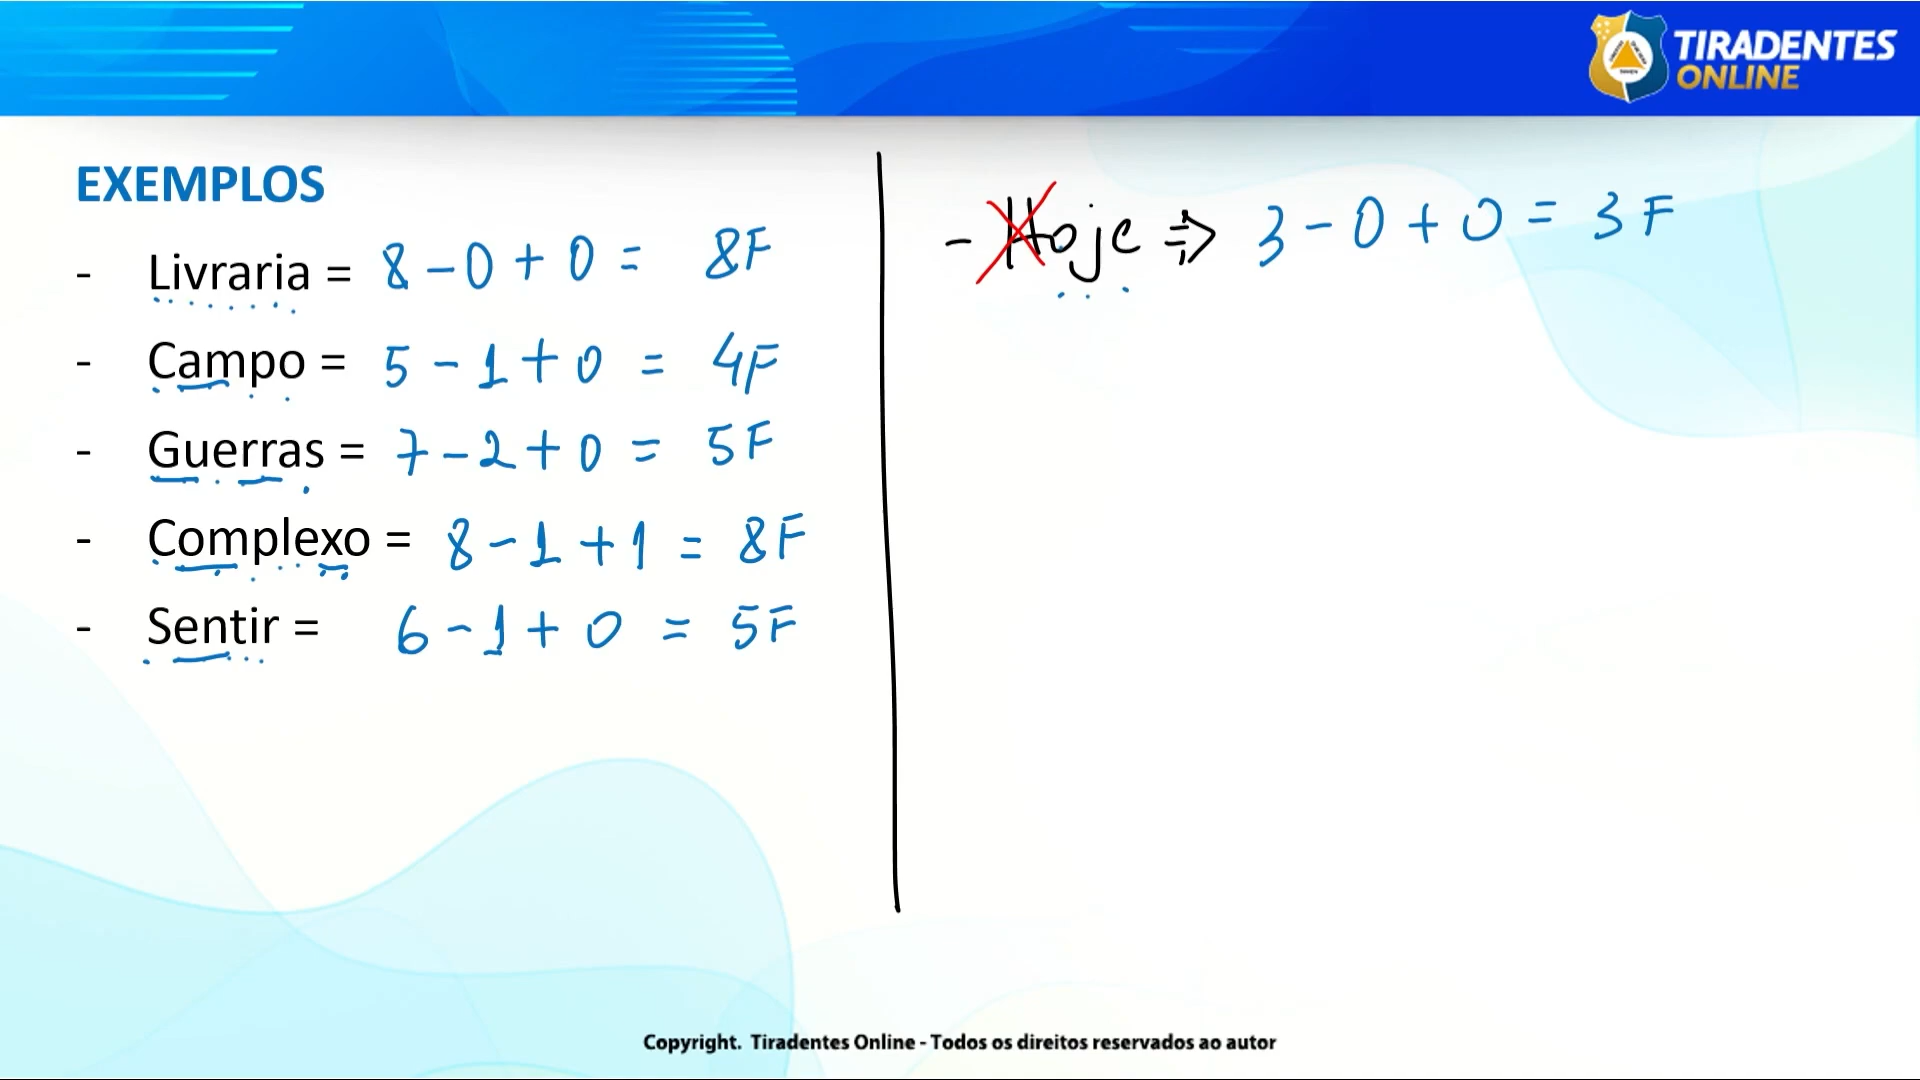 TIRADENTES
ONLINE
EXEMPLOS
- Livraria = 8 - 0 + 0 = 8F
- Campo = 5 - 1 + 0 = 4F
- Guerras = 7 - 2 + 0 = 5F
- Complexo = 8 - 1 + 1 = 8F
- Sentir = 6 - 1 + 0 = 5F
- Hoje => 3 - 0 + 0 = 3F
Copyright. Tiradentes Online - Todos os direitos reservados ao autor